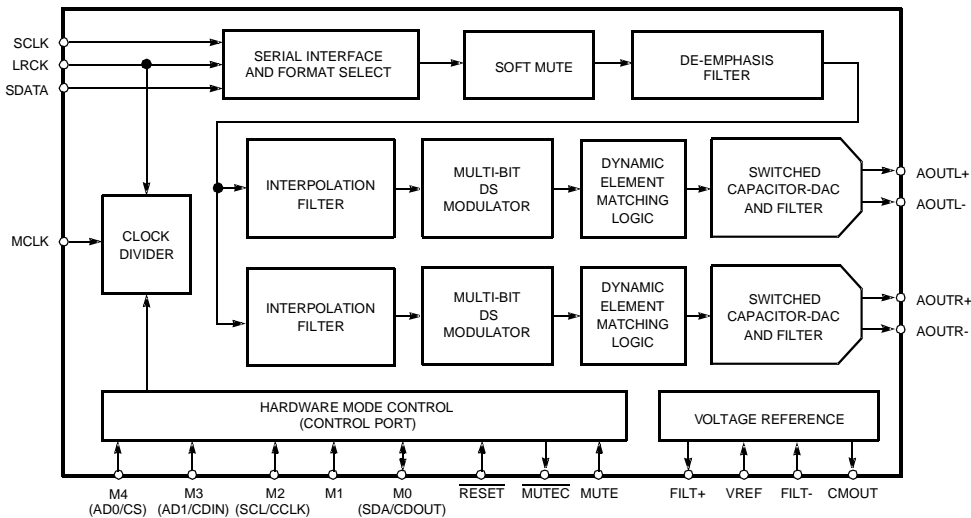 SCLK
LRCK
SDATA
SERIAL INTERFACE
AND FORMAT SELECT
SOFT MUTE
DE-EMPHASIS
FILTER
INTERPOLATION
FILTER
MULTI-BIT
DS
MODULATOR
DYNAMIC
ELEMENT
MATCHING
LOGIC
SWITCHED
CAPACITOR-DAC
AND FILTER
AOUTL+
AOUTL-
MCLK
CLOCK
DIVIDER
INTERPOLATION
FILTER
MULTI-BIT
DS
MODULATOR
DYNAMIC
ELEMENT
MATCHING
LOGIC
SWITCHED
CAPACITOR-DAC
AND FILTER
AOUTR+
AOUTR-
HARDWARE MODE CONTROL
(CONTROL PORT)
VOLTAGE REFERENCE
M4
(AD0/CS)
M3
(AD1/CDIN)
M2
(SCL/CCLK)
M1
M0
(SDA/CDOUT)
RESET
MUTEC
MUTE
FILT+
VREF
FILT-
CMOUT